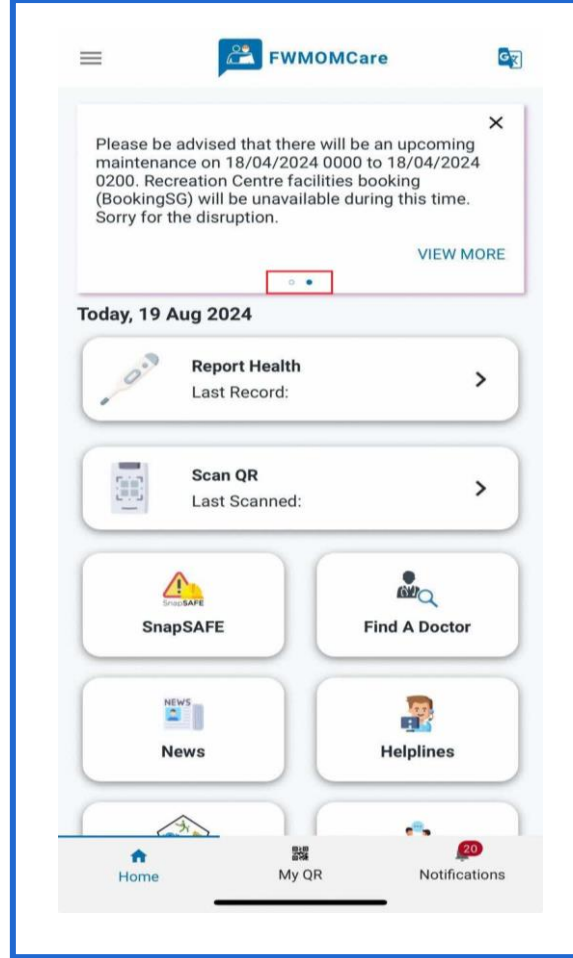 FWMOMCare
Please be advised that there will be an upcoming
maintenance on 18/04/2024 0000 to 18/04/2024
0200. Recreation Centre facilities booking
(BookingSG) will be unavailable during this time.
Sorry for the disruption.
VIEW MORE
Today, 19 Aug 2024
Report Health
Last Record:
Scan QR
Last Scanned:
SnapSAFE
SnapSAFE
Find A Doctor
NEWS
News
Helplines
20
Home
My QR
Notifications